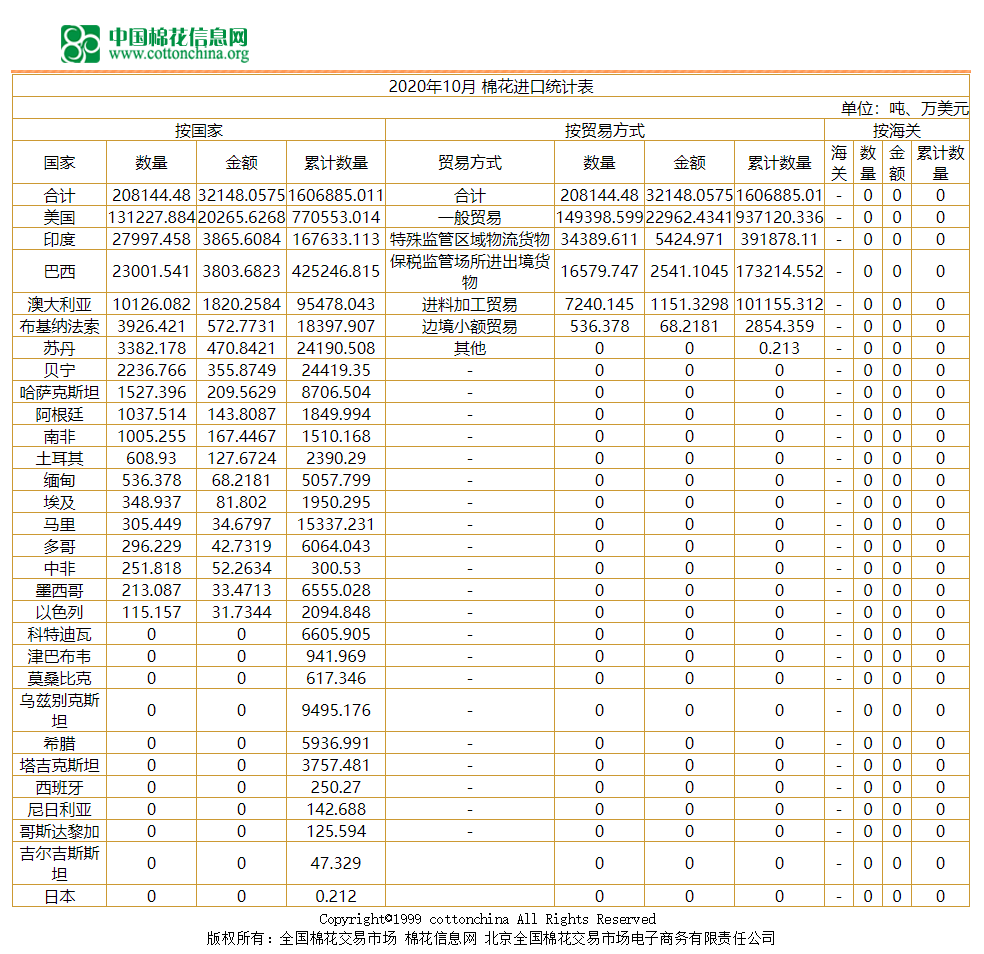 中国棉花信息网
www.cottonchina.org
2020年10月 棉花进口统计表
单位：吨、万美元
按国家 按贸易方式 按海关
国家 数量 金额 累计数量 贸易方式 数量 金额 累计数量 海关 数量 金额 累计数量
合计 208144.48 32148.0575 1606885.011 合计 208144.48 32148.0575 1606885.01 - 0 0 0
美国 131227.884 20265.6268 770553.014 一般贸易 149398.599 22962.4341 937120.336 - 0 0 0
印度 27997.458 3865.6084 167633.113 特殊监管区域物流货物 34389.611 5424.971 391878.11 - 0 0 0
巴西 23001.541 3803.6823 425246.815 保税监管场所进出境货物 16579.747 2541.1045 173214.552 - 0 0 0
澳大利亚 10126.082 1820.2584 95478.043 进料加工贸易 7240.145 1151.3298 101155.312 - 0 0 0
布基纳法索 3926.421 572.7731 18397.907 边境小额贸易 536.378 68.2181 2854.359 - 0 0 0
苏丹 3382.178 470.8421 24190.508 其他 0 0 0.213 - 0 0 0
贝宁 2236.766 355.8749 24419.35 - 0 0 0 - 0 0 0
哈萨克斯坦 1527.396 209.5629 8706.504 - 0 0 0 - 0 0 0
阿根廷 1037.514 143.8087 1849.994 - 0 0 0 - 0 0 0
南非 1005.255 167.4467 1510.168 - 0 0 0 - 0 0 0
土耳其 608.93 127.6724 2390.29 - 0 0 0 - 0 0 0
缅甸 536.378 68.2181 5057.799 - 0 0 0 - 0 0 0
埃及 348.937 81.802 1950.295 - 0 0 0 - 0 0 0
马里 305.449 34.6797 15337.231 - 0 0 0 - 0 0 0
多哥 296.229 42.7319 6064.043 - 0 0 0 - 0 0 0
中非 251.818 52.2634 300.53 - 0 0 0 - 0 0 0
墨西哥 213.087 33.4713 6555.028 - 0 0 0 - 0 0 0
以色列 115.157 31.7344 2094.848 - 0 0 0 - 0 0 0
科特迪瓦 0 0 6605.905 - 0 0 0 - 0 0 0
津巴布韦 0 0 941.969 - 0 0 0 - 0 0 0
莫桑比克 0 0 617.346 - 0 0 0 - 0 0 0
乌兹别克斯坦 0 0 9495.176 - 0 0 0 - 0 0 0
希腊 0 0 5936.991 - 0 0 0 - 0 0 0
塔吉克斯坦 0 0 3757.481 - 0 0 0 - 0 0 0
西班牙 0 0 250.27 - 0 0 0 - 0 0 0
尼日利亚 0 0 142.688 - 0 0 0 - 0 0 0
哥斯达黎加 0 0 125.594 - 0 0 0 - 0 0 0
吉尔吉斯斯坦 0 0 47.329 0 0 0 - 0 0 0
日本 0 0 0.212 0 0 0 - 0 0 0
Copyright©1999 cottonchina All Rights Reserved
版权所有：全国棉花交易市场 棉花信息网 北京全国棉花交易市场电子商务有限责任公司